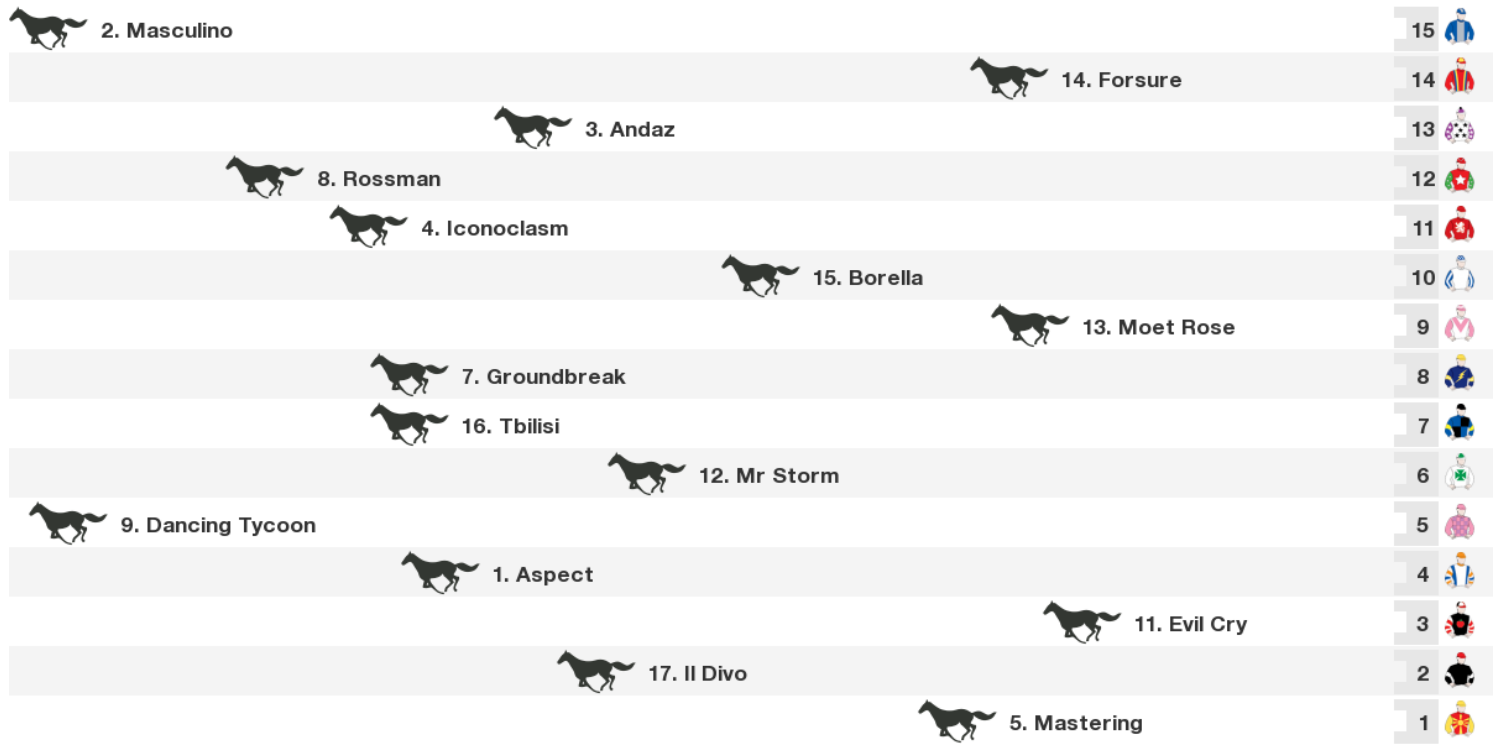 2. Masculino 15
14. Forsure 14
3. Andaz 13
8. Rossman 12
4. Iconoclasm 11
15. Borella 10
13. Moet Rose 9
7. Groundbreak 8
16. Tbilisi 7
12. Mr Storm 6
9. Dancing Tycoon 5
1. Aspect 4
11. Evil Cry 3
17. Il Divo 2
5. Mastering 1